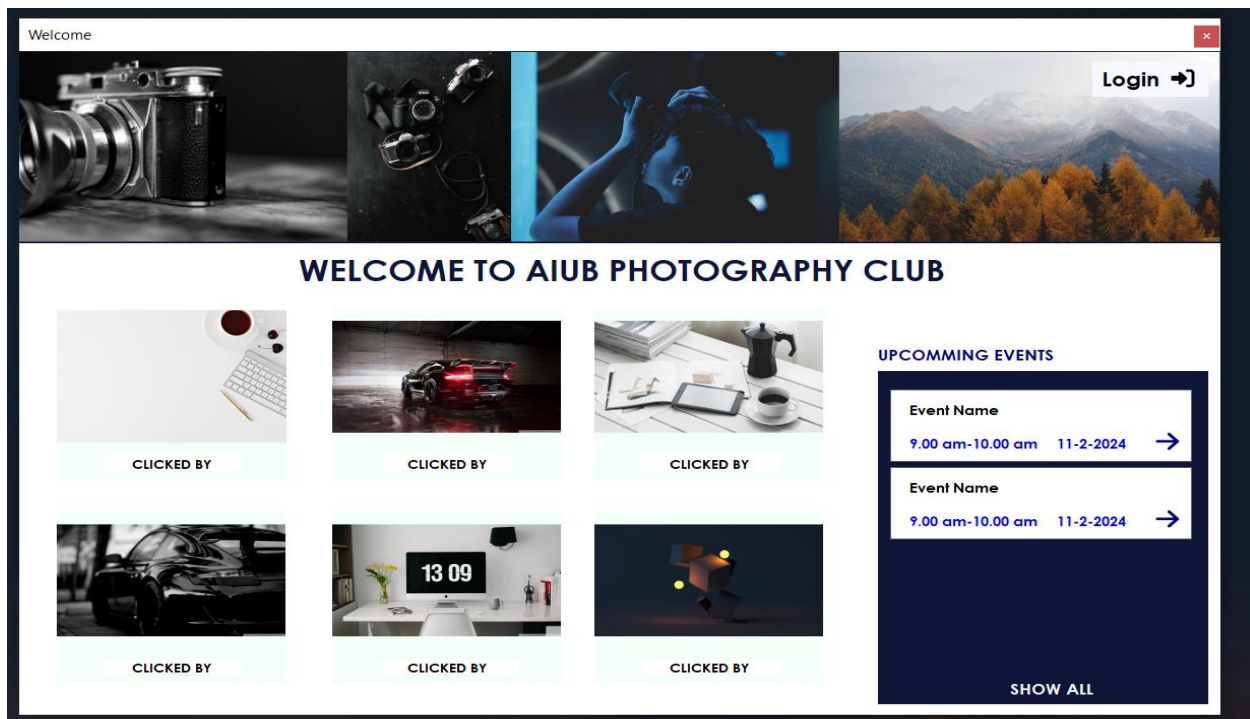 Welcome
Login
WELCOME TO AIUB PHOTOGRAPHY CLUB
CLICKED BY
CLICKED BY
CLICKED BY
UPCOMMING EVENTS
Event Name
9.00 am-10.00 am 11-2-2024
Event Name
9.00 am-10.00 am 11-2-2024
13 09
CLICKED BY
CLICKED BY
CLICKED BY
SHOW ALL